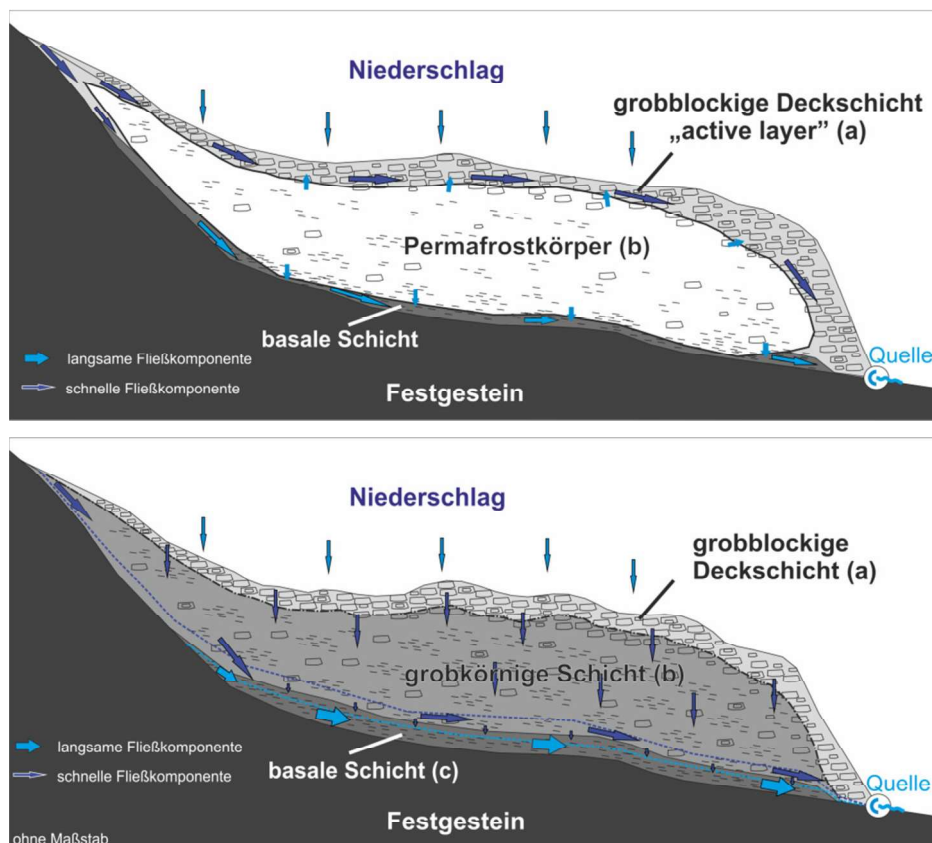 Niederschlag
grobblockige Deckschicht
„active layer” (a)
Permafrostkörper (b)
basale Schicht
langsame Fließkomponente
schnelle Fließkomponente
Quelle
Festgestein
Niederschlag
grobblockige
Deckschicht (a)
grobkörnige Schicht (b)
langsame Fließkomponente
schnelle Fließkomponente
basale Schicht (c)
Quelle
Festgestein
ohne Maßstab